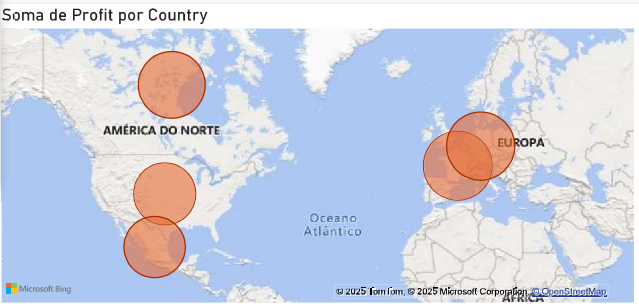 Soma de Profit por Country
AMÉRICA DO NORTE
EUROPA
Oceano
Atlântico
Microsoft Bing
© 2025 TomTom, © 2025 Microsoft Corporation, © OpenStreetMap
ÁFRICA